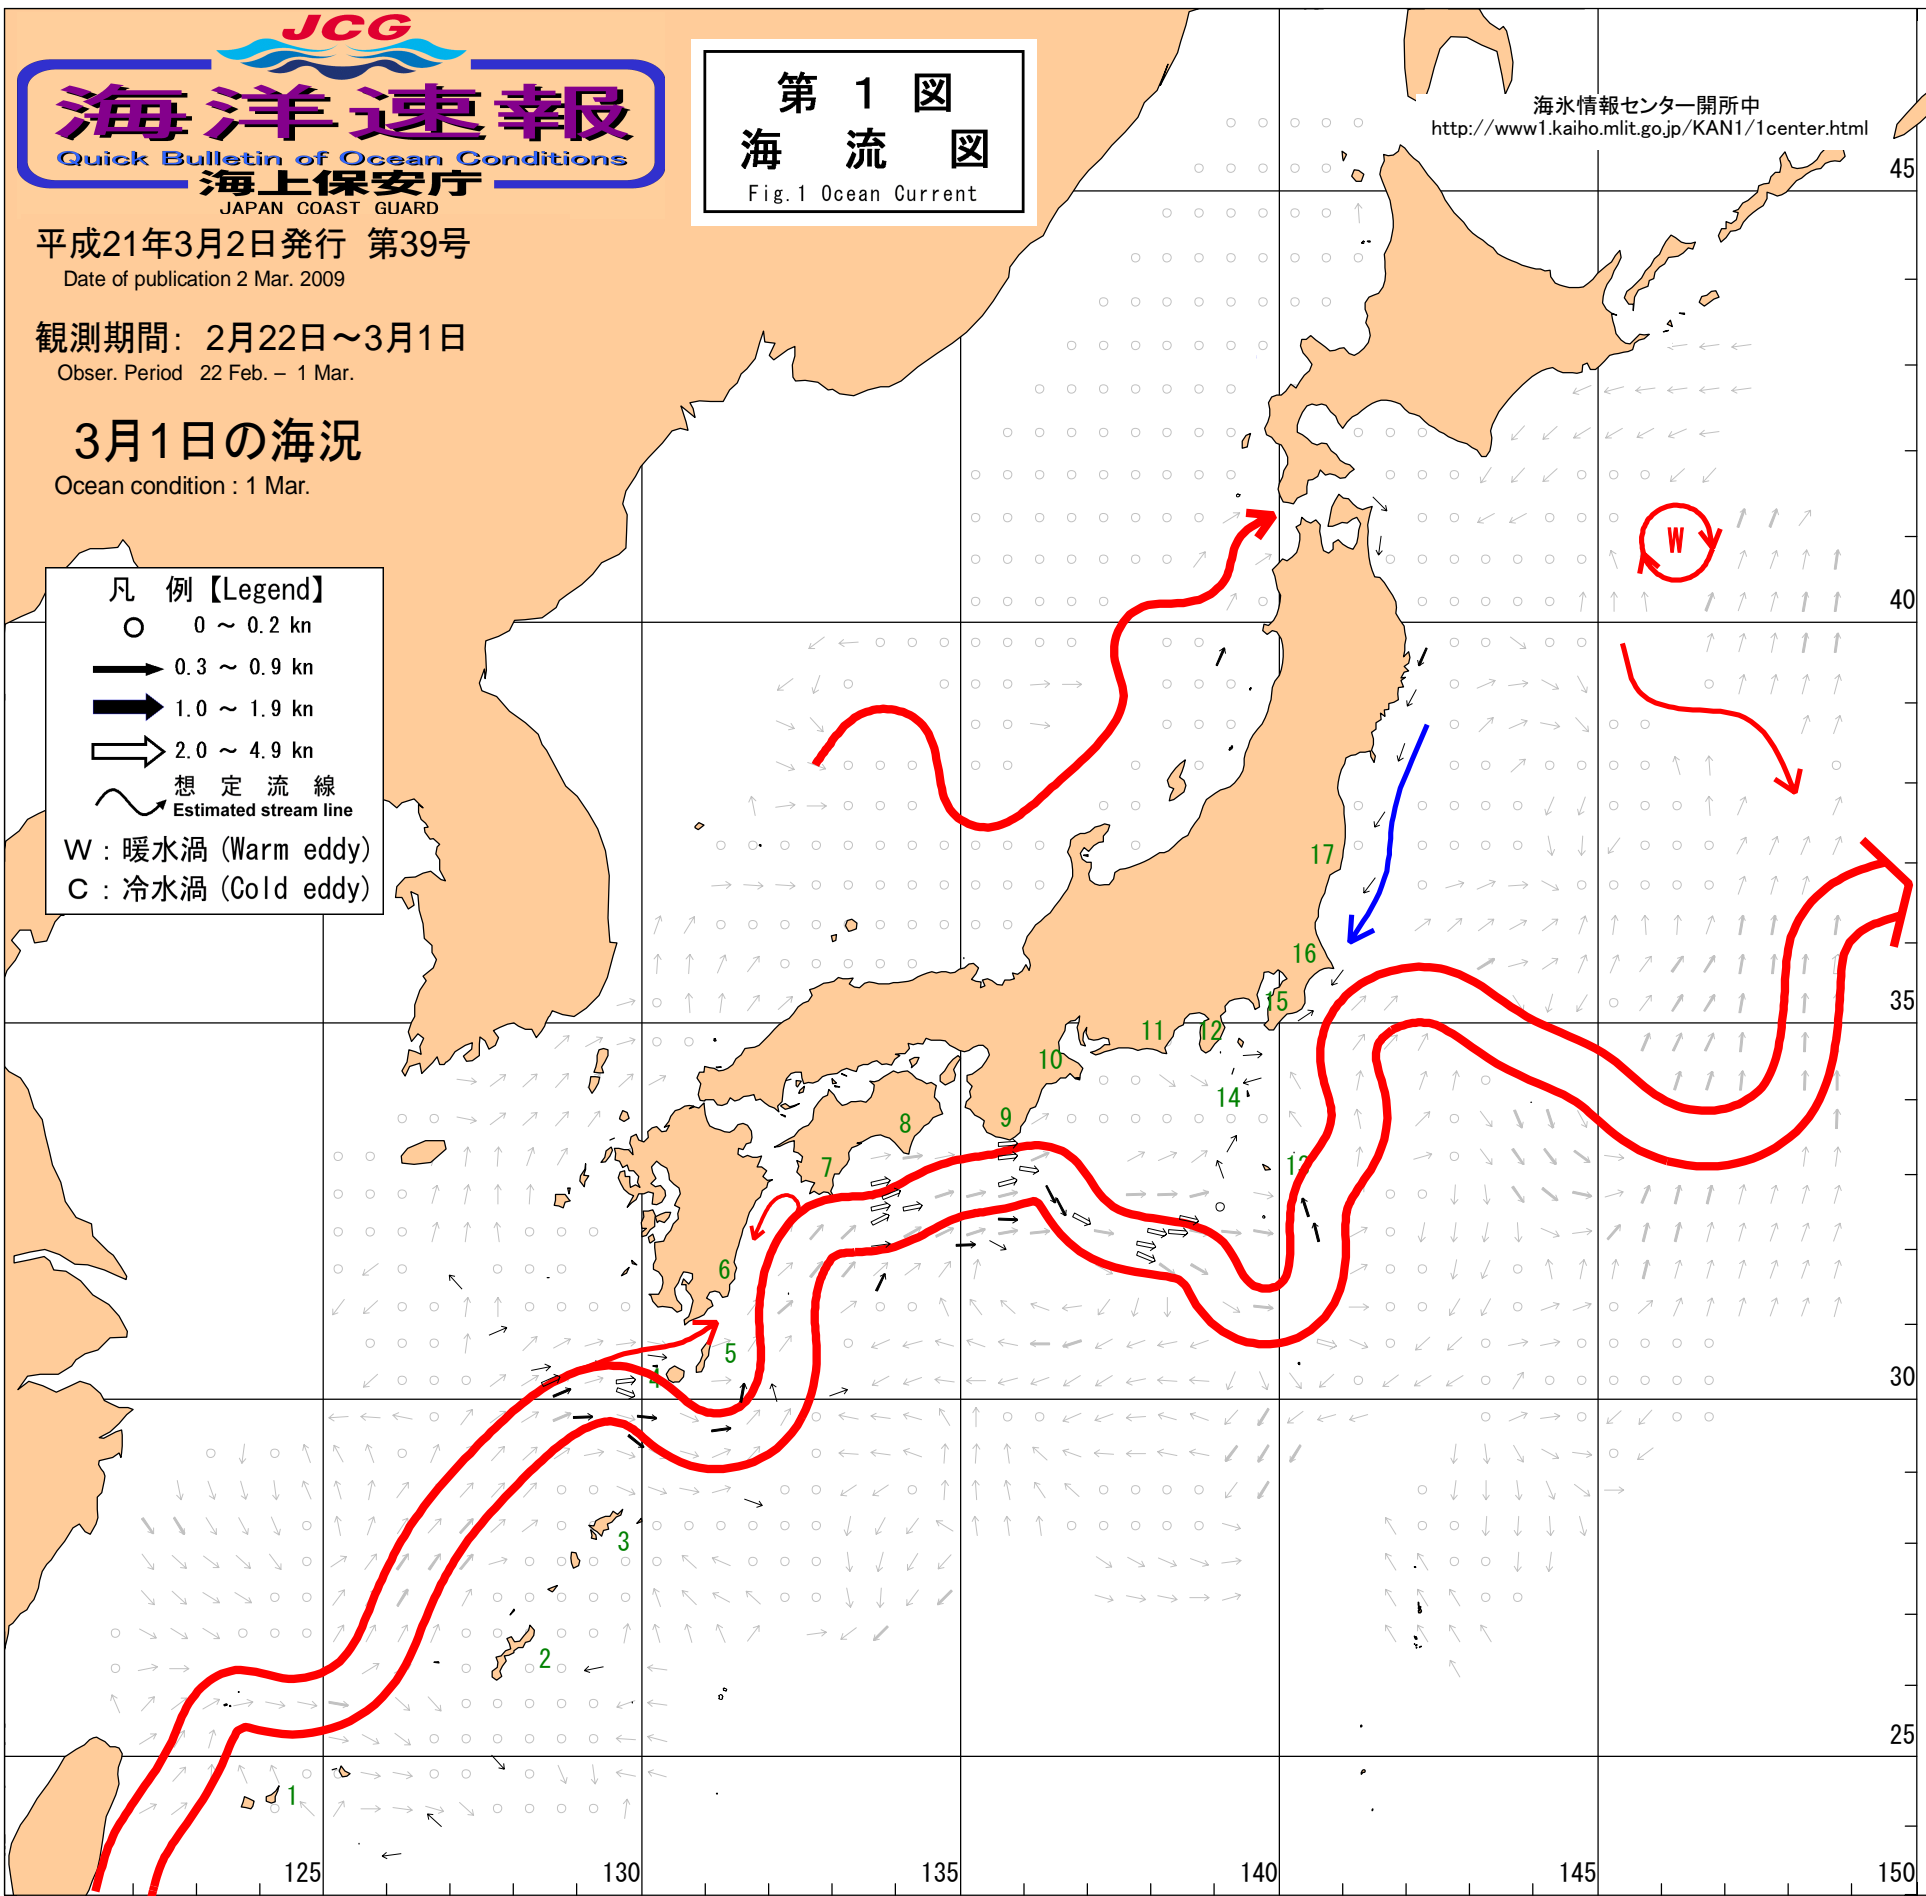 JCG
海洋速報
Quick Bulletin of Ocean Conditions
海上保安庁
JAPAN COAST GUARD
平成21年3月2日発行 第39号
Date of publication 2 Mar. 2009
観測期間: 2月22日～3月1日
Obser. Period 22 Feb. – 1 Mar.
3月1日の海況
Ocean condition : 1 Mar.
第 1 図
海 流 図
Fig.1 Ocean Current
海氷情報センター開所中
http://www1.kaiho.mlit.go.jp/KAN1/1center.html
凡 例【Legend】
0 ～ 0.2 kn
0.3 ～ 0.9 kn
1.0 ～ 1.9 kn
2.0 ～ 4.9 kn
想 定 流 線
Estimated stream line
W : 暖水渦 (Warm eddy)
C : 冷水渦 (Cold eddy)
45
W
40
17
16
35
15
12
11
10
14
9
8
13
7
6
5
4
30
3
2
25
1
125
130
135
140
145
150